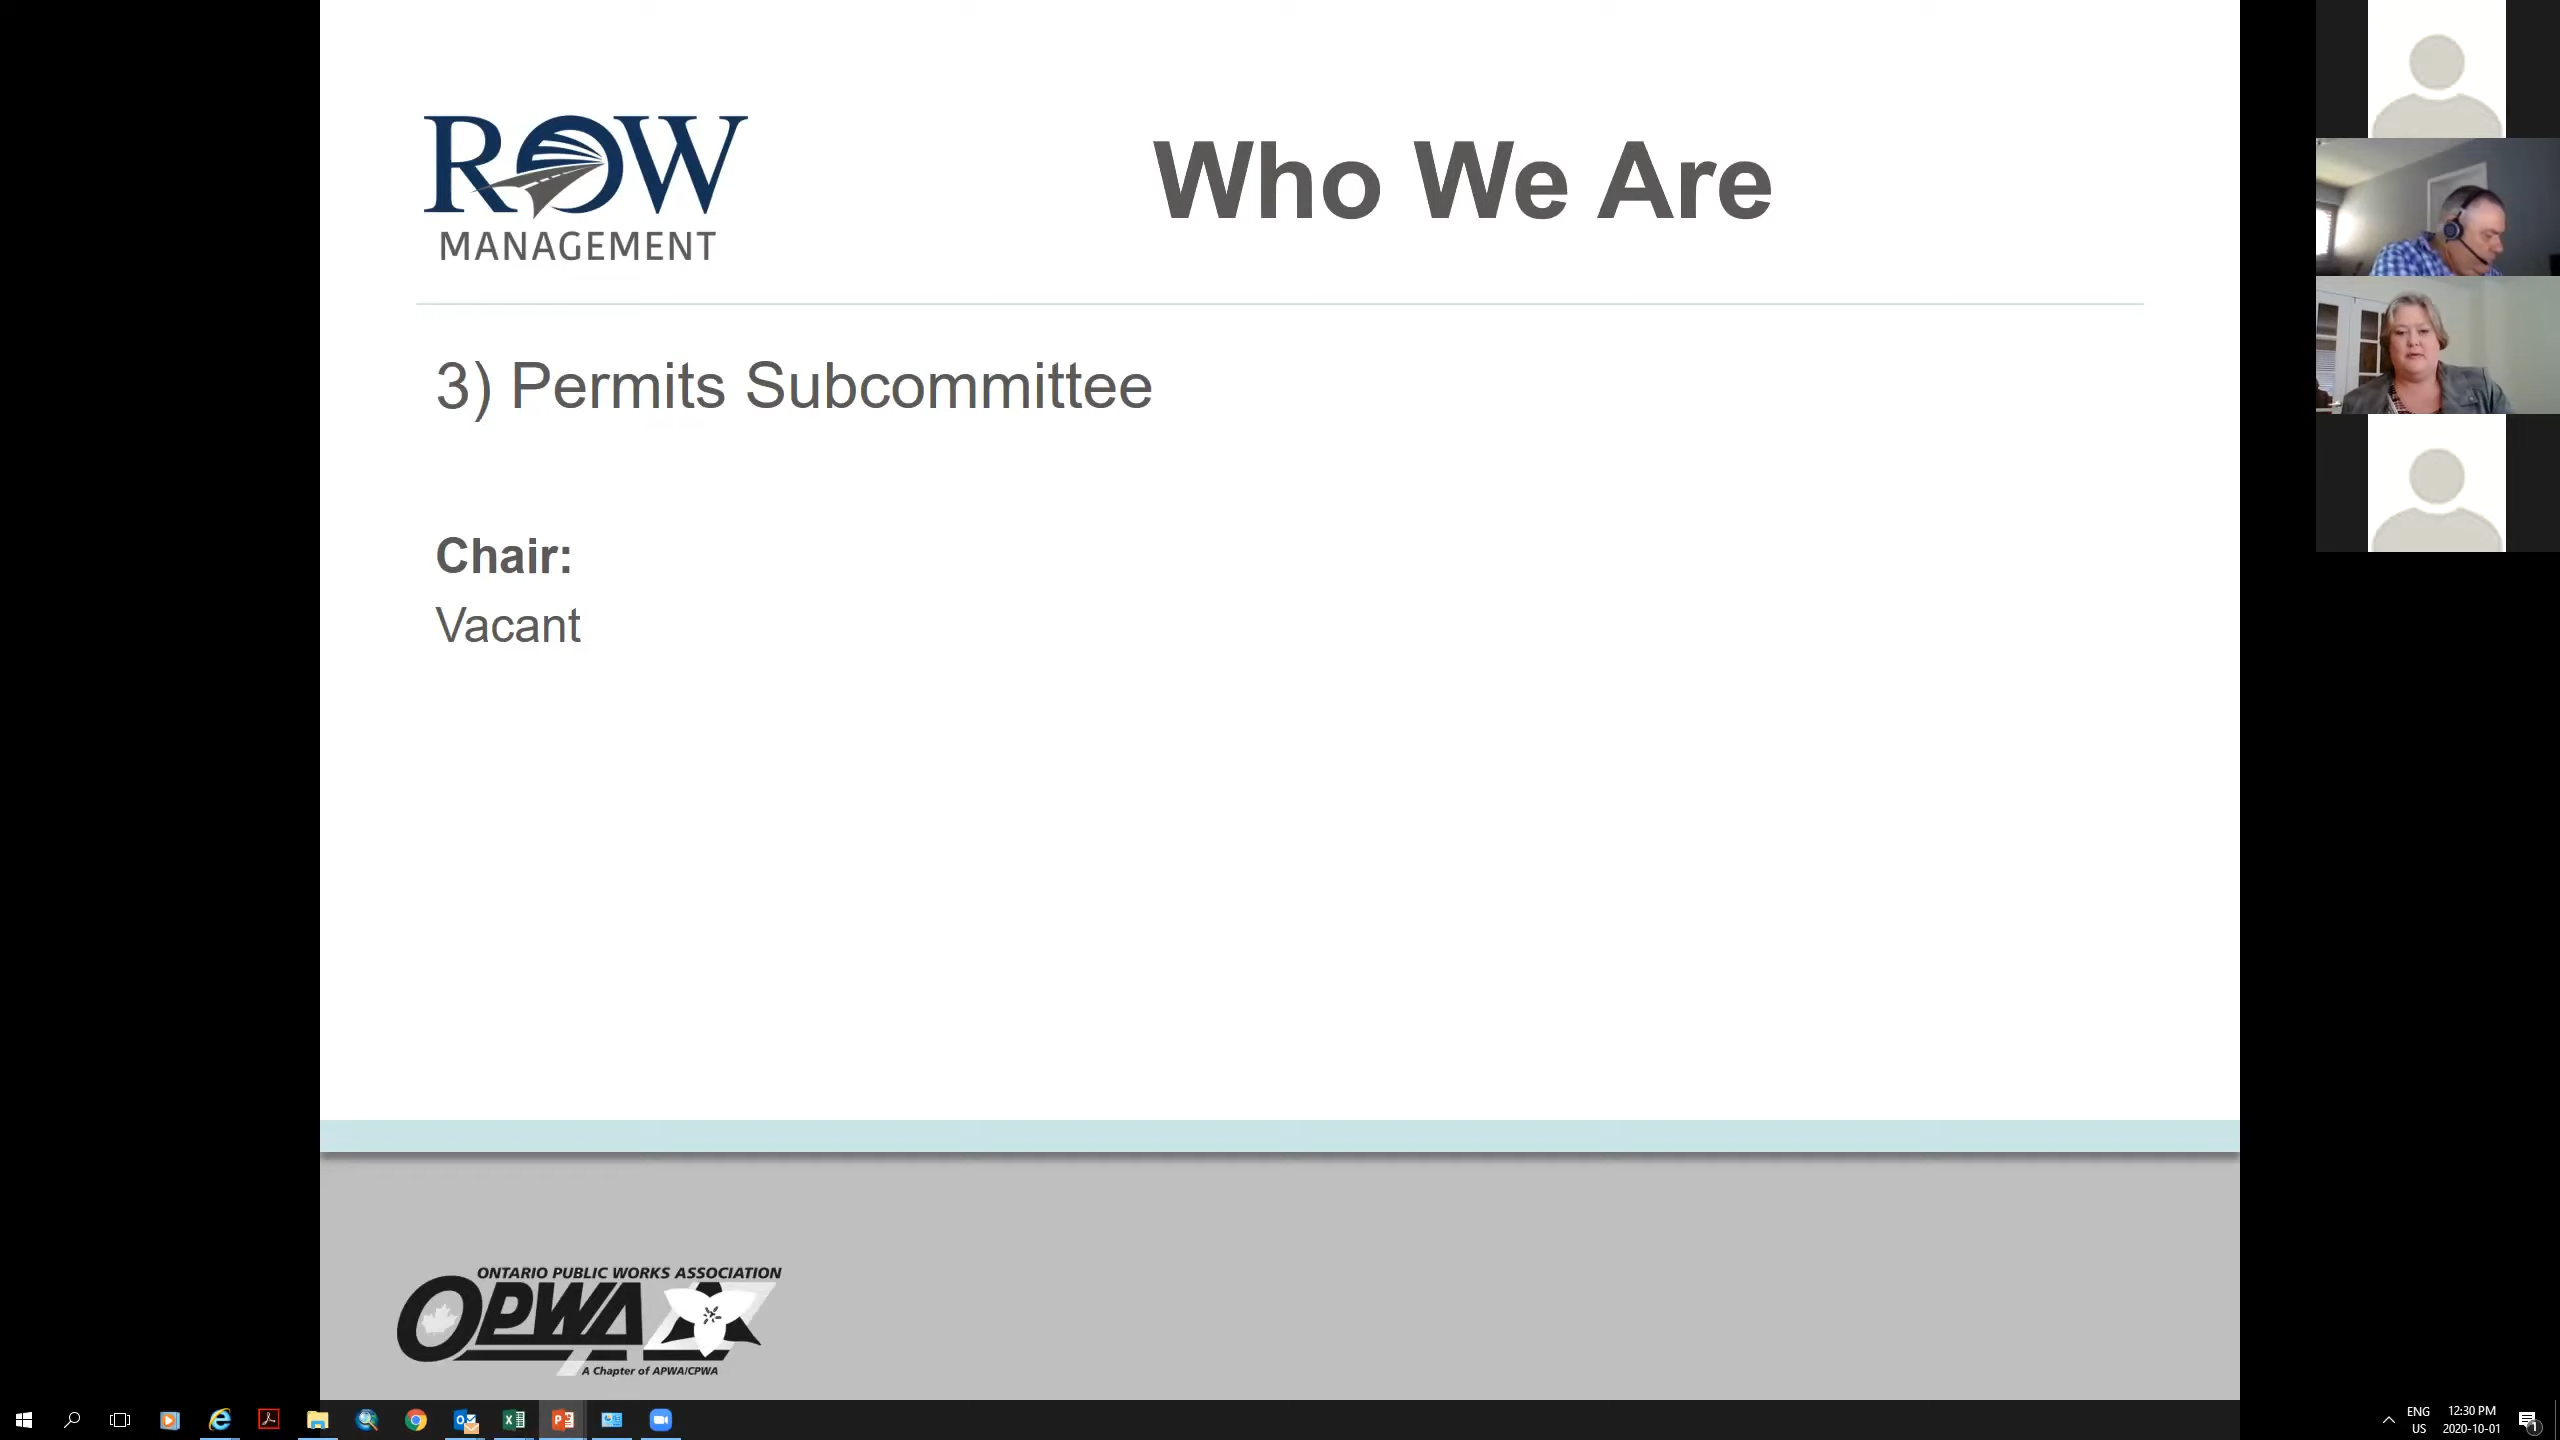 ROW
MANAGEMENT
Who We Are
3) Permits Subcommittee
Chair:
Vacant
ONTARIO PUBLIC WORKS ASSOCIATION
OPWA
A Chapter of APWA/CPWA
ENG
US
12:30 PM
2020-10-01
1